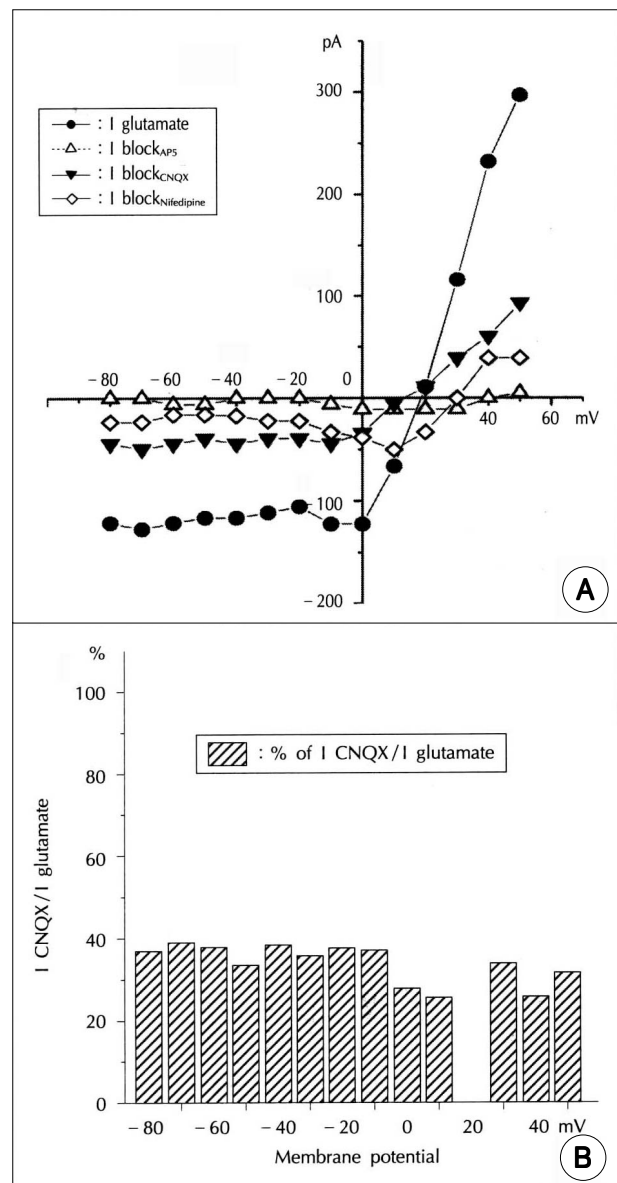 pA
300
: I glutamate
: I block AP5
: I block CNQX
: I block Nifedipine
100
− 80 − 60 − 40 − 20 0
40 60 mV
− 100
− 200
A
%
100
: % of I CNQX/I glutamate
80
60
40
20
0
I CNQX/I glutamate
− 80 − 60 − 40 − 20 0 20 40 mV
Membrane potential
B